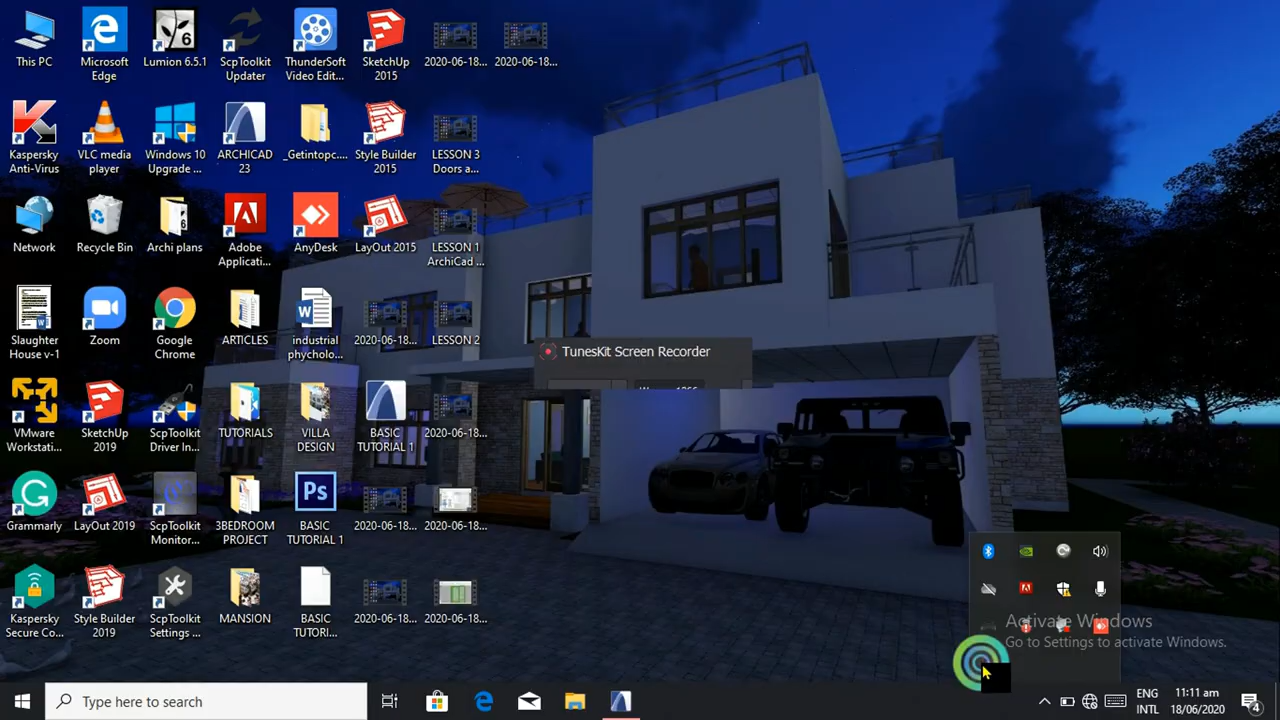 This PC
Microsoft
Edge
Lumion 6.5.1
ScpToolkit
Updater
ThunderSoft
Video Edit...
SketchUp
2015
2020-06-18...
2020-06-18...
Kaspersky
Anti-Virus
VLC media
player
Windows 10
Upgrade ...
ARCHICAD
23
_Getintopc....
Style Builder
2015
LESSON 3
Doors a...
Network
Recycle Bin
Archi plans
Adobe
Applicati...
AnyDesk
LayOut 2015
LESSON 1
ArchiCad ...
Slaughter
House v-1
Zoom
Google
Chrome
ARTICLES
industrial
phycholo...
2020-06-18...
LESSON 2
TunesKit Screen Recorder
VMware
Workstati...
SketchUp
2019
ScpToolkit
Driver In...
TUTORIALS
VILLA
DESIGN
BASIC
TUTORIAL 1
2020-06-18...
Grammarly
LayOut 2019
ScpToolkit
Monitor...
3BEDROOM
PROJECT
Ps
BASIC
TUTORIAL 1
2020-06-18...
2020-06-18...
Kaspersky
Secure Co...
Style Builder
2019
ScpToolkit
Settings ...
MANSION
BASIC
TUTORI...
2020-06-18...
2020-06-18...
Activate Windows
Go to Settings to activate Windows.
Type here to search
ENG
INTL
11:11 am
18/06/2020
4